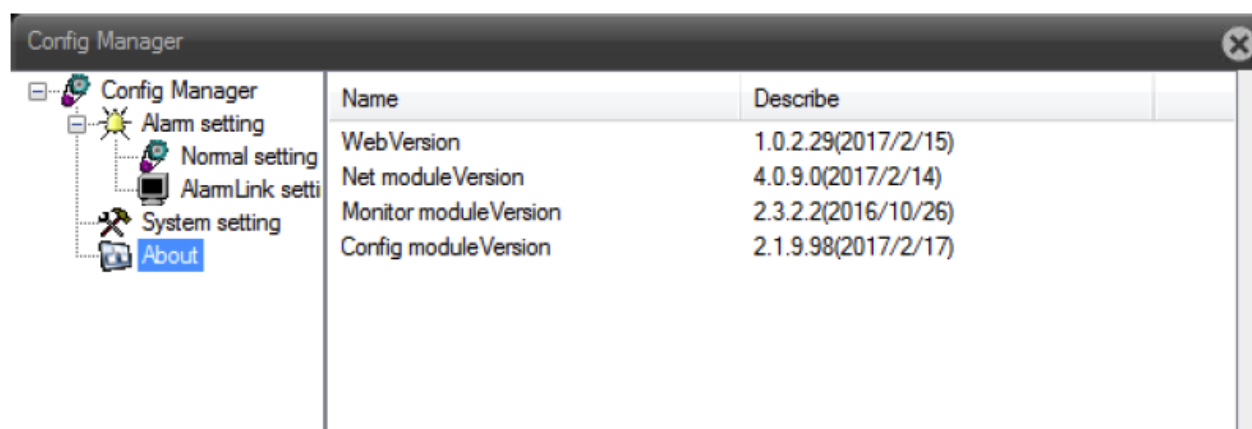 Config Manager
Config Manager
Alarm setting
Normal setting
AlarmLink setti
System setting
About
Name Describe
WebVersion 1.0.2.29(2017/2/15)
Net moduleVersion 4.0.9.0(2017/2/14)
Monitor moduleVersion 2.3.2.2(2016/10/26)
Config moduleVersion 2.1.9.98(2017/2/17)